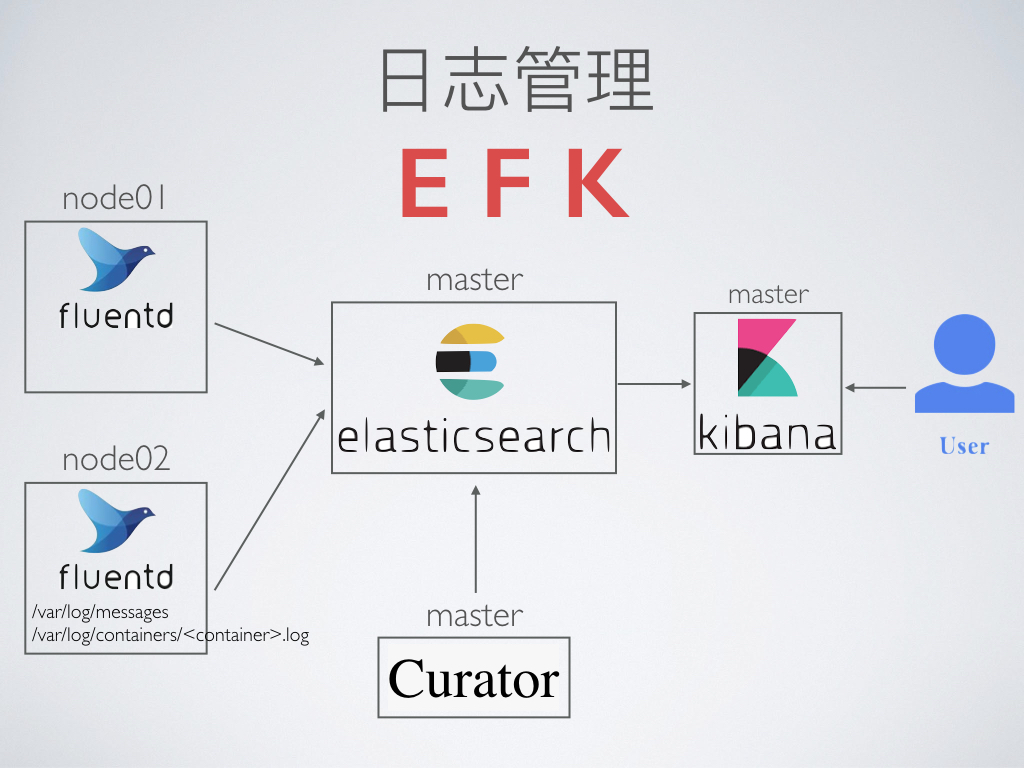 日志管理
E F K
node01
fluentd
node02
fluentd
/var/log/messages
/var/log/containers/<container>.log
master
elasticsearch
master
kibana
User
master
Curator